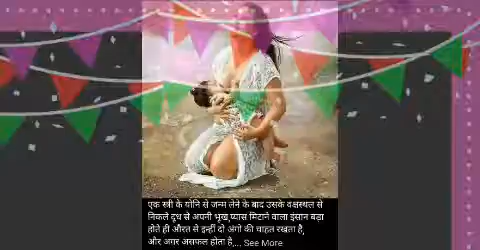 एक स्त्री के योनि से जन्म लेने के बाद उसके वक्षस्थल से
निकले दूध से अपनी भूख,प्यास मिटाने वाला इंसान बड़ा
होते ही औरत से इन्हीं दो अंगो की चाहत रखता है,
और अगर असफल होता है,... See More